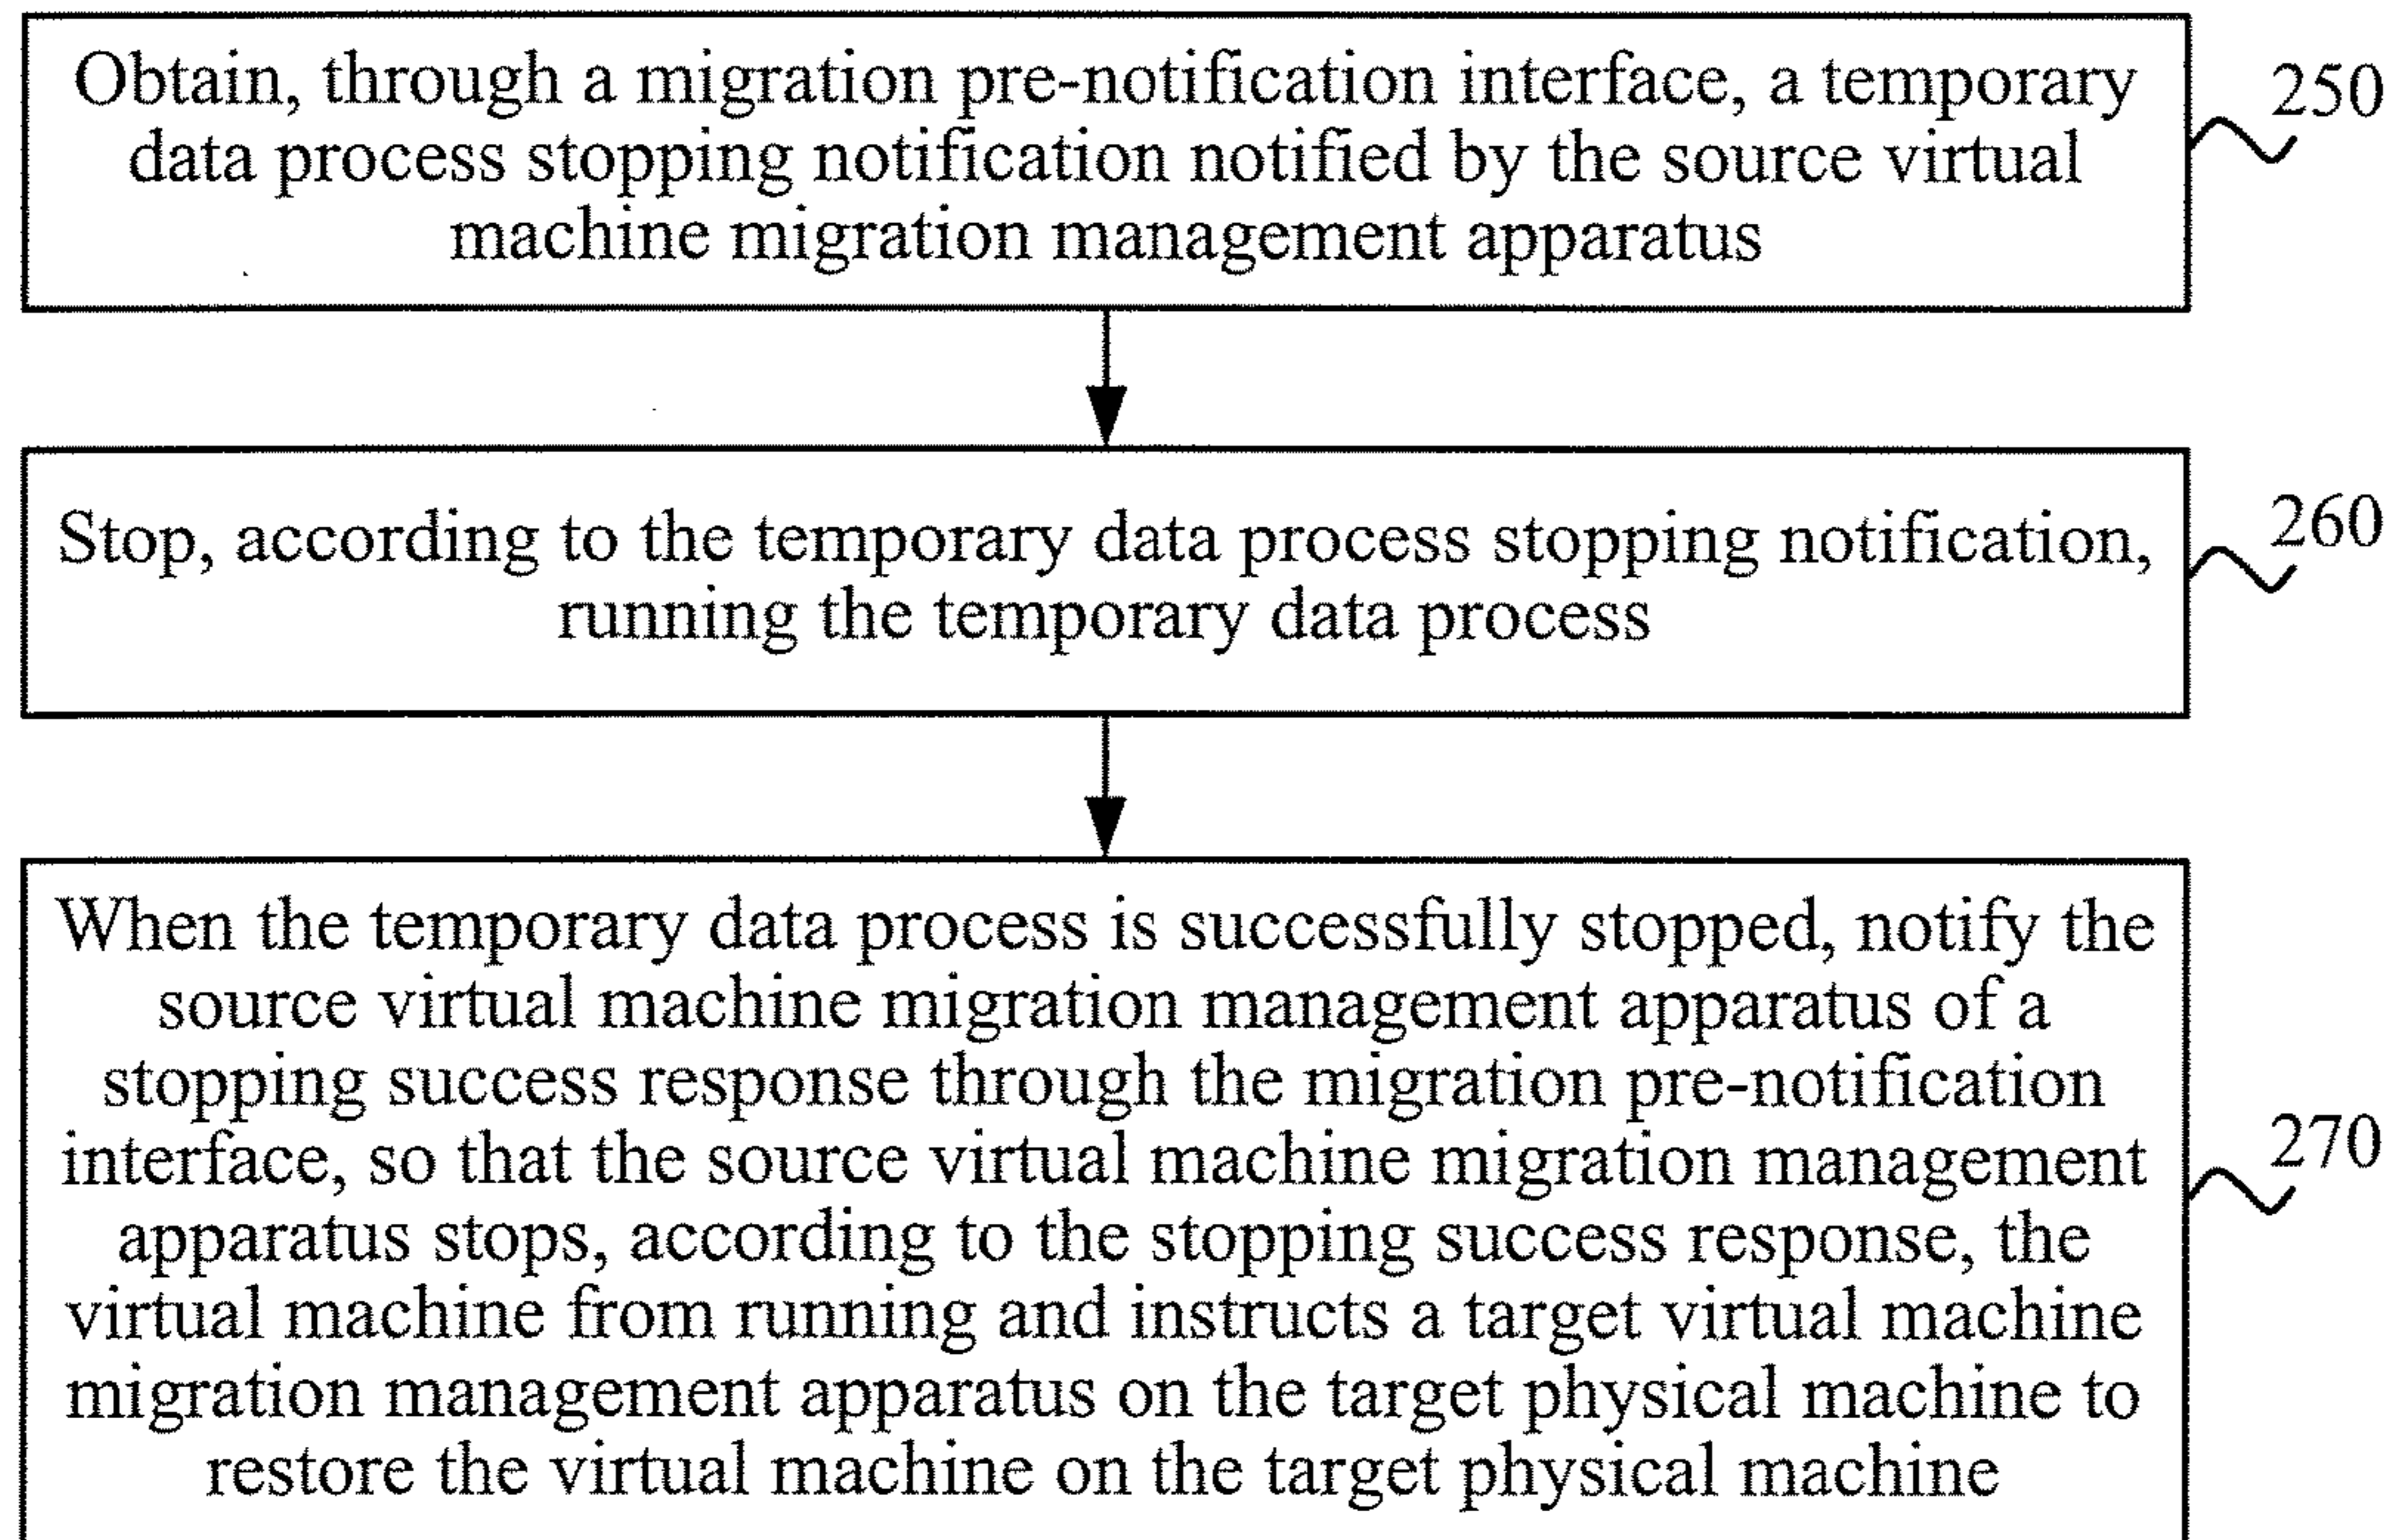 Obtain, through a migration pre-notification interface, a temporary
data process stopping notification notified by the source virtual
machine migration management apparatus
250
Stop, according to the temporary data process stopping notification,
running the temporary data process
260
When the temporary data process is successfully stopped, notify the
source virtual machine migration management apparatus of a
stopping success response through the migration pre-notification
interface, so that the source virtual machine migration management
apparatus stops, according to the stopping success response, the
virtual machine from running and instructs a target virtual machine
migration management apparatus on the target physical machine to
restore the virtual machine on the target physical machine
270